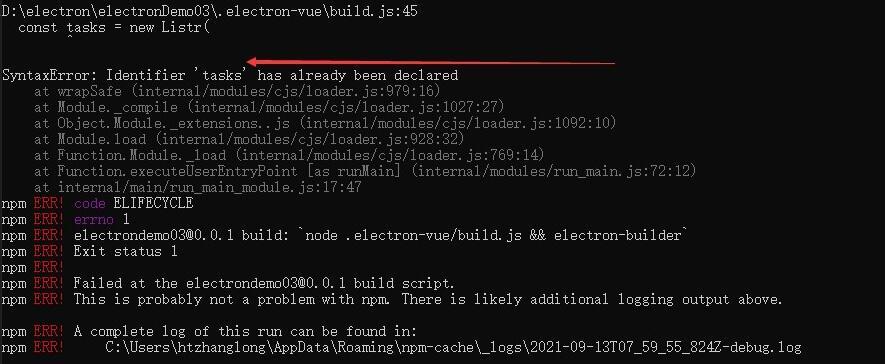 D:\electron\electronDemo03\.electron-vue\build.js:45
  const tasks = new Listr(
        ^

SyntaxError: Identifier 'tasks' has already been declared
    at wrapSafe (internal/modules/cjs/loader.js:979:16)
    at Module._compile (internal/modules/cjs/loader.js:1027:27)
    at Object.Module._extensions..js (internal/modules/cjs/loader.js:1092:10)
    at Module.load (internal/modules/cjs/loader.js:928:32)
    at Function.Module._load (internal/modules/cjs/loader.js:769:14)
    at Function.executeUserEntryPoint [as runMain] (internal/modules/run_main.js:72:12)
    at internal/main/run_main_module.js:17:47
npm ERR! code ELIFECYCLE
npm ERR! errno 1
npm ERR! electrondemo03@0.0.1 build: `node .electron-vue/build.js && electron-builder`
npm ERR! Exit status 1
npm ERR!
npm ERR! Failed at the electrondemo03@0.0.1 build script.
npm ERR! This is probably not a problem with npm. There is likely additional logging output above.

npm ERR! A complete log of this run can be found in:
npm ERR!     C:\Users\htzhanglong\AppData\Roaming\npm-cache\_logs\2021-09-13T07_59_55_824Z-debug.log